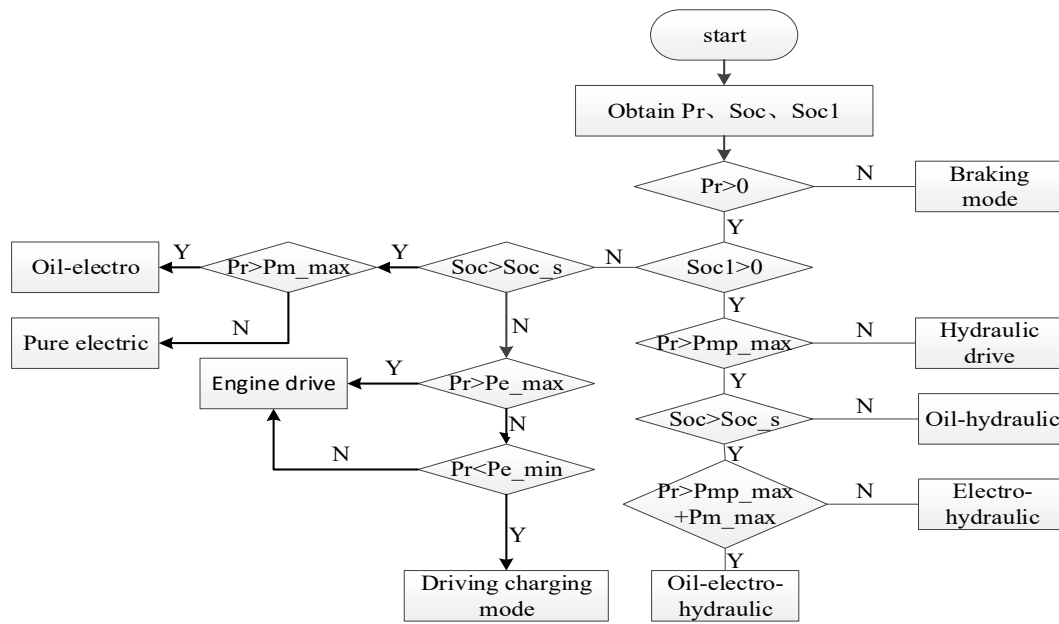 start
Obtain Pr、Soc、Soc1
Pr>0
N
Braking
mode
Y
Oil-electro
Y
Pr>Pm_max
Y
Soc>Soc_s
N
Soc1>0
Y
N
Pure electric
N
Pr>Pmp_max
N
Hydraulic
drive
Engine drive
Y
Pr>Pe_max
Y
N
Soc>Soc_s
N
Oil-hydraulic
N
Pr<Pe_min
Y
Pr>Pmp_max
+Pm_max
N
Electro-
hydraulic
Y
Y
Driving charging
mode
Oil-electro-
hydraulic